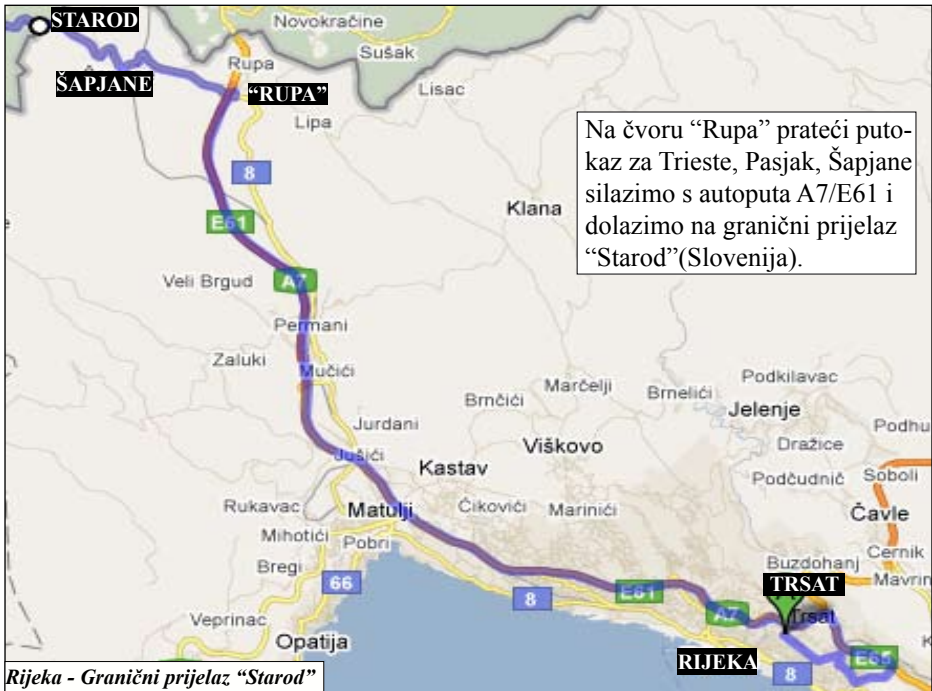 STAROD
Novokračine
Sušak
Rupa
ŠAPJANE
“RUPA”
Lisac
Lipa
Na čvoru “Rupa” prateći puto-
kaz za Trieste, Pasjak, Šapjane
silazimo s autoputa A7/E61 i
dolazimo na granični prijelaz
“Starod”(Slovenija).
8
Klana
E61
Veli Brgud
A7
Permani
Zaluki
Mučići
Marčelji
Brnčići
Brnelići
Podkilavac
Jelenje
Jurdani
Viškovo
Dražice
Podhu
Jušići
Kastav
Podčudnič
Soboli
Rukavac
Matulji
Čikovići
Marinići
Čavle
Mihotići
Pobri
Bregi
66
8
E61
Buzdohanj
Cernik
Mavrin
TRSAT
Veprinac
A7
Trsat
Opatija
RIJEKA
8
E65
K
Rijeka - Granični prijelaz “Starod”